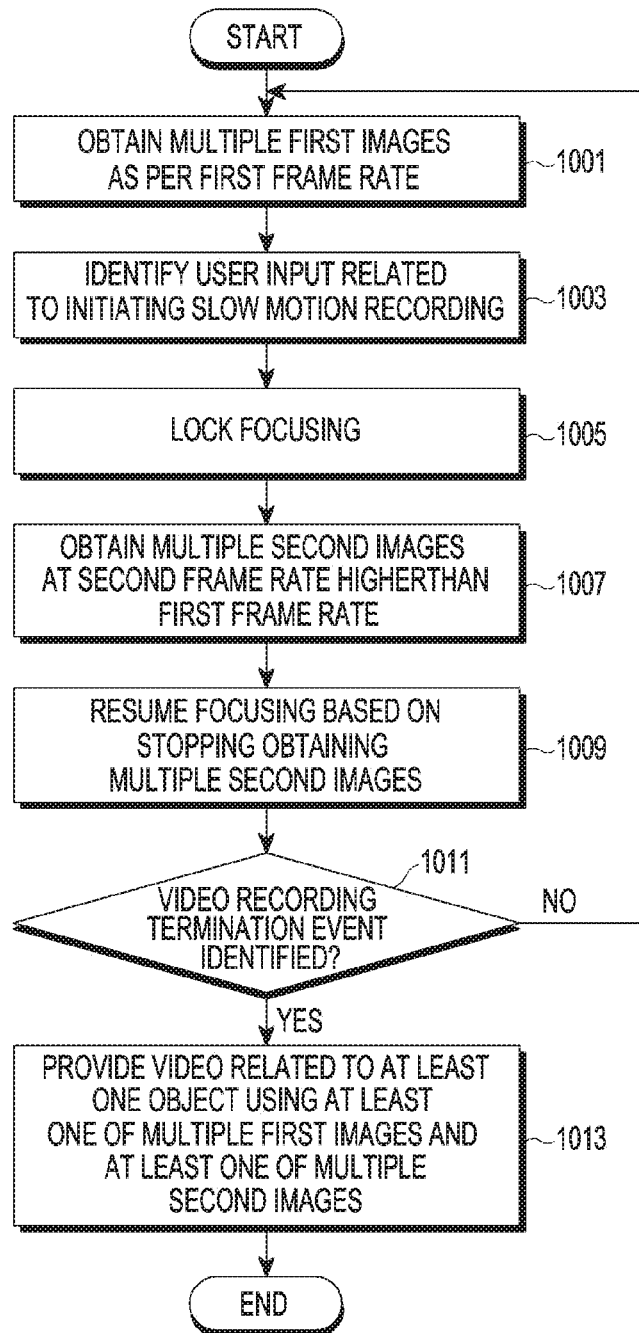 START
OBTAIN MULTIPLE FIRST IMAGES
AS PER FIRST FRAME RATE
1001
IDENTIFY USER INPUT RELATED
TO INITIATING SLOW MOTION RECORDING
1003
LOCK FOCUSING
1005
OBTAIN MULTIPLE SECOND IMAGES
AT SECOND FRAME RATE HIGHERTHAN
FIRST FRAME RATE
1007
RESUME FOCUSING BASED ON
STOPPING OBTAINING
MULTIPLE SECOND IMAGES
1009
1011
VIDEO RECORDING
TERMINATION EVENT
IDENTIFIED?
NO
YES
PROVIDE VIDEO RELATED TO AT LEAST
ONE OBJECT USING AT LEAST
ONE OF MULTIPLE FIRST IMAGES AND
AT LEAST ONE OF MULTIPLE
SECOND IMAGES
1013
END